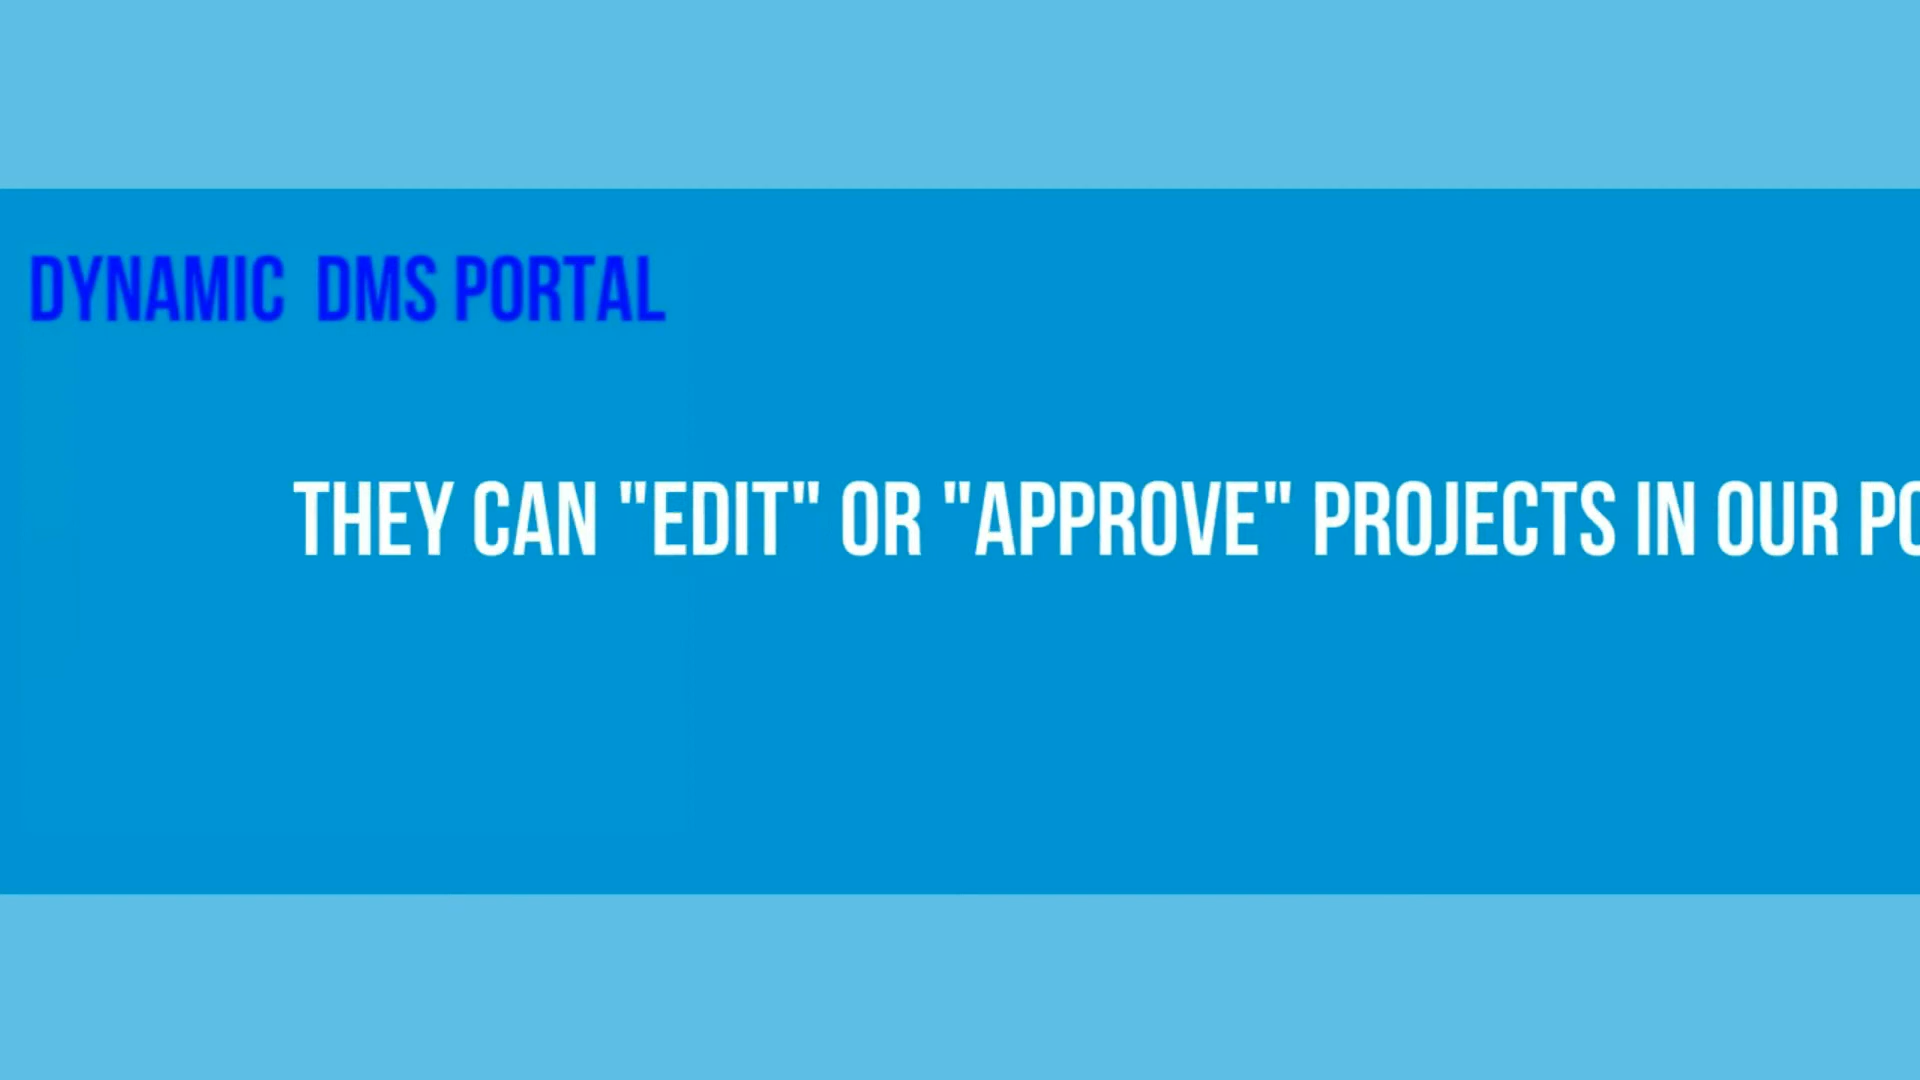 DYNAMIC DMS PORTAL
THEY CAN "EDIT" OR "APPROVE" PROJECTS IN OUR